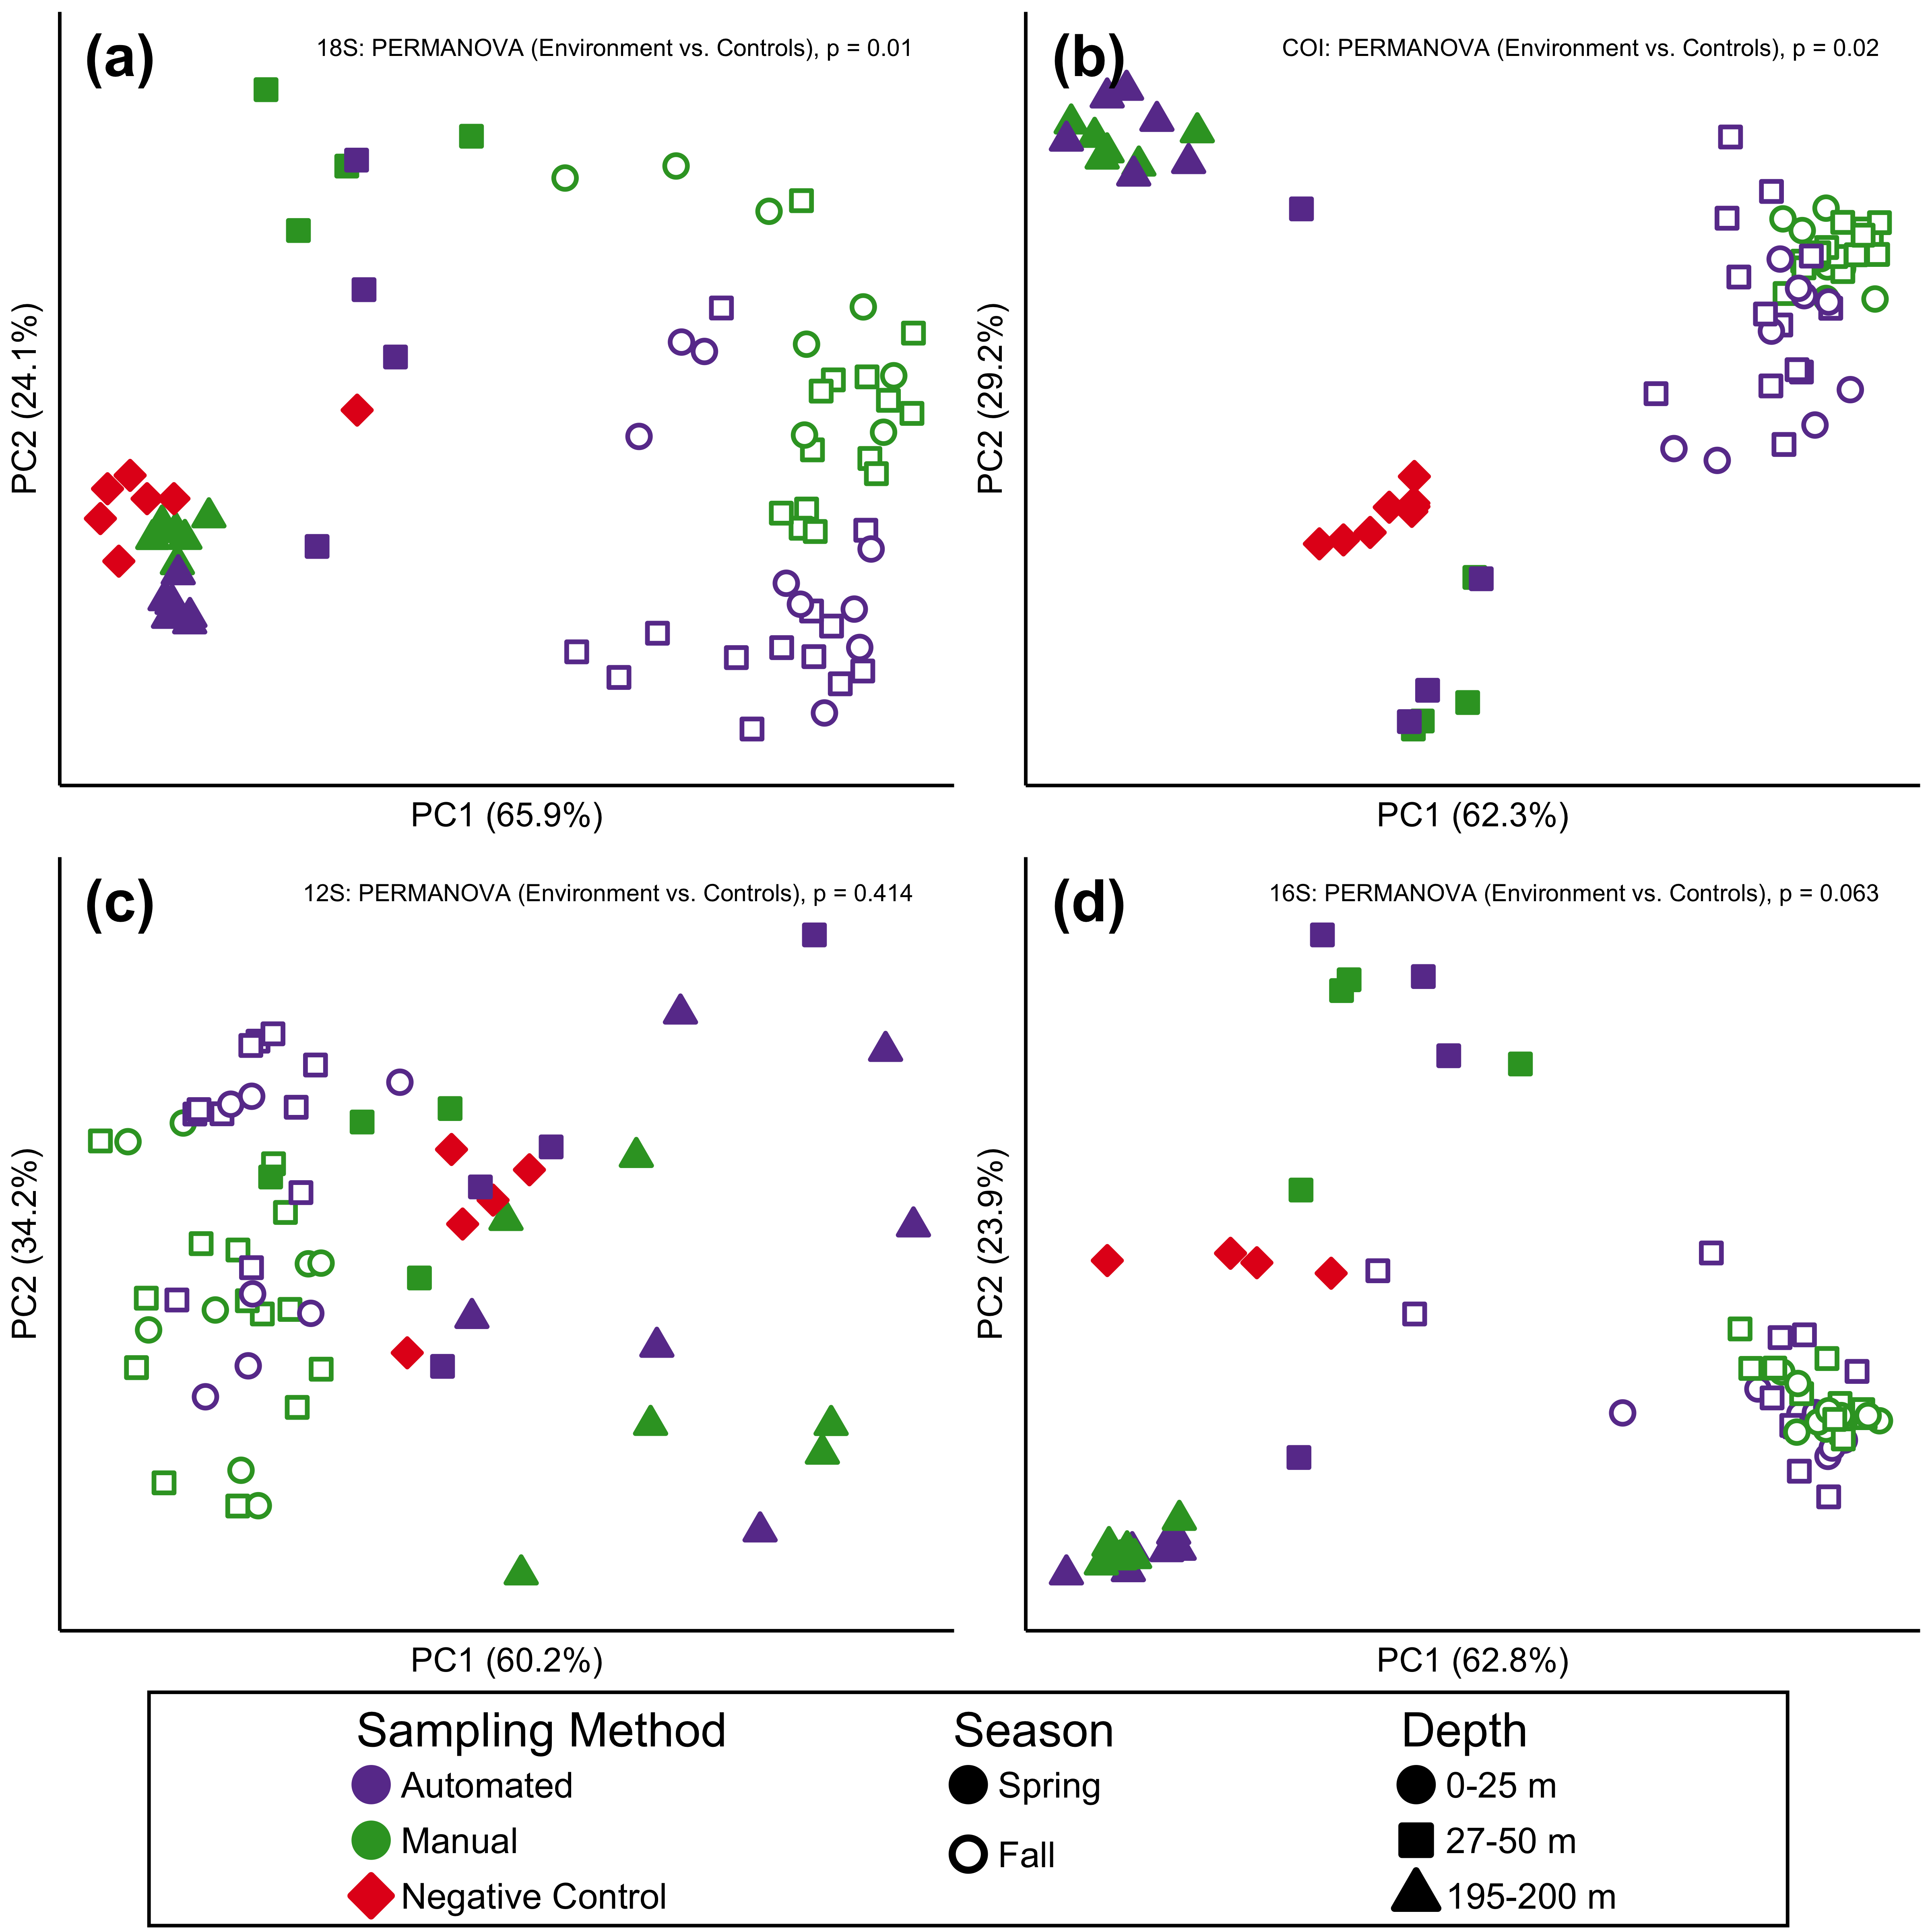 (a)
18S: PERMANOVA (Environment vs. Controls), p = 0.01
PC2 (24.1%)
PC1 (65.9%)
(b)
COI: PERMANOVA (Environment vs. Controls), p = 0.02
PC2 (29.2%)
PC1 (62.3%)
(c)
12S: PERMANOVA (Environment vs. Controls), p = 0.414
PC2 (34.2%)
PC1 (60.2%)
(d)
16S: PERMANOVA (Environment vs. Controls), p = 0.063
PC2 (23.9%)
PC1 (62.8%)
Sampling Method
Automated
Manual
Negative Control
Season
Spring
Fall
Depth
0-25 m
27-50 m
195-200 m